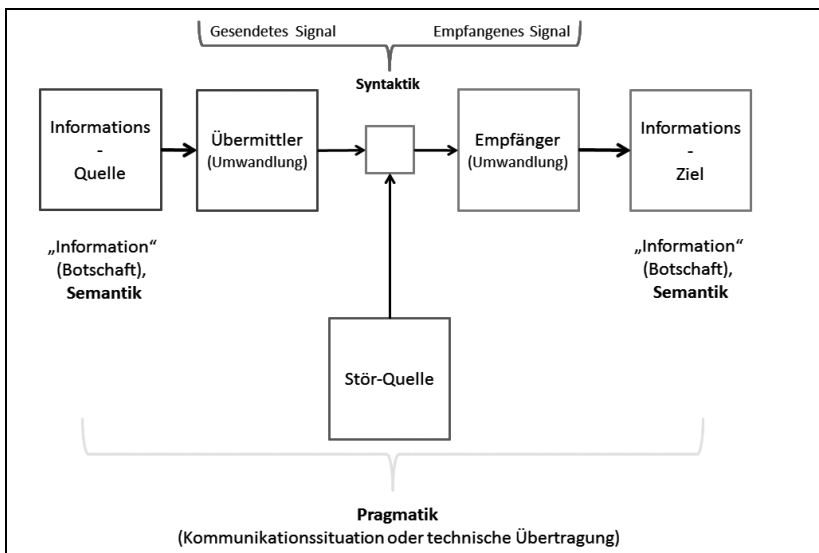 Gesendetes Signal
Empfangenes Signal
Syntaktik
Informations
-
Quelle
Übermittler
(Umwandlung)
Empfänger
(Umwandlung)
Informations
-
Ziel
„Information“
(Botschaft),
Semantik
„Information“
(Botschaft),
Semantik
Stör-Quelle
Pragmatik
(Kommunikationssituation oder technische Übertragung)